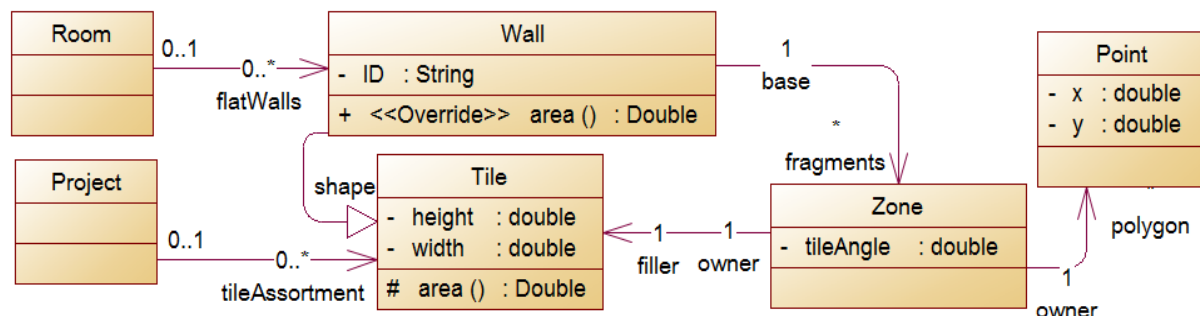 Room
0..1
0..*
flatWalls
Wall
- ID : String
+ <<Override>> area () : Double
1
base
*
fragments
Point
- x : double
- y : double
Project
0..1
0..*
tileAssortment
shape
Tile
- height : double
- width : double
# area () : Double
1
filler
1
owner
Zone
- tileAngle : double
*
polygon
1
owner